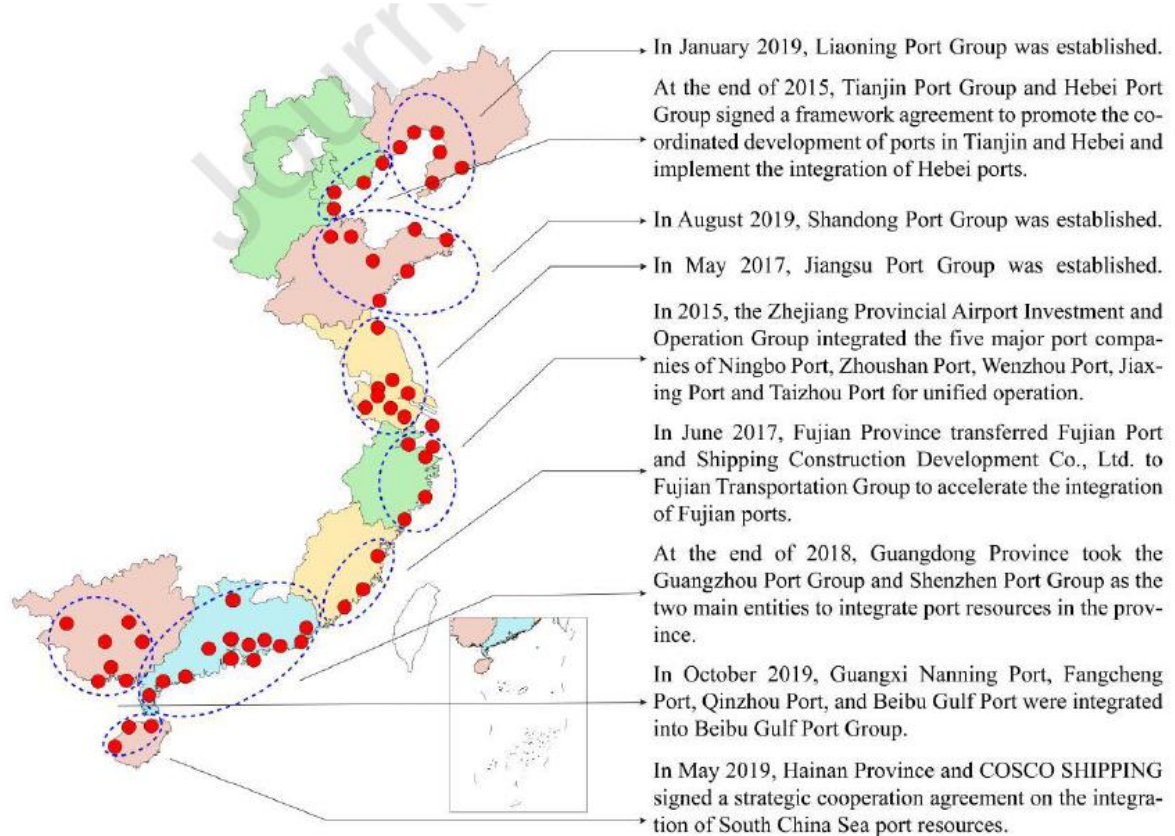 Journ
In January 2019, Liaoning Port Group was established.
At the end of 2015, Tianjin Port Group and Hebei Port
Group signed a framework agreement to promote the co-
ordinated development of ports in Tianjin and Hebei and
implement the integration of Hebei ports.
In August 2019, Shandong Port Group was established.
In May 2017, Jiangsu Port Group was established.
In 2015, the Zhejiang Provincial Airport Investment and
Operation Group integrated the five major port compa-
nies of Ningbo Port, Zhoushan Port, Wenzhou Port, Jiax-
ing Port and Taizhou Port for unified operation.
In June 2017, Fujian Province transferred Fujian Port
and Shipping Construction Development Co., Ltd. to
Fujian Transportation Group to accelerate the integration
of Fujian ports.
At the end of 2018, Guangdong Province took the
Guangzhou Port Group and Shenzhen Port Group as the
two main entities to integrate port resources in the prov-
ince.
In October 2019, Guangxi Nanning Port, Fangcheng
Port, Qinzhou Port, and Beibu Gulf Port were integrated
into Beibu Gulf Port Group.
In May 2019, Hainan Province and COSCO SHIPPING
signed a strategic cooperation agreement on the integra-
tion of South China Sea port resources.